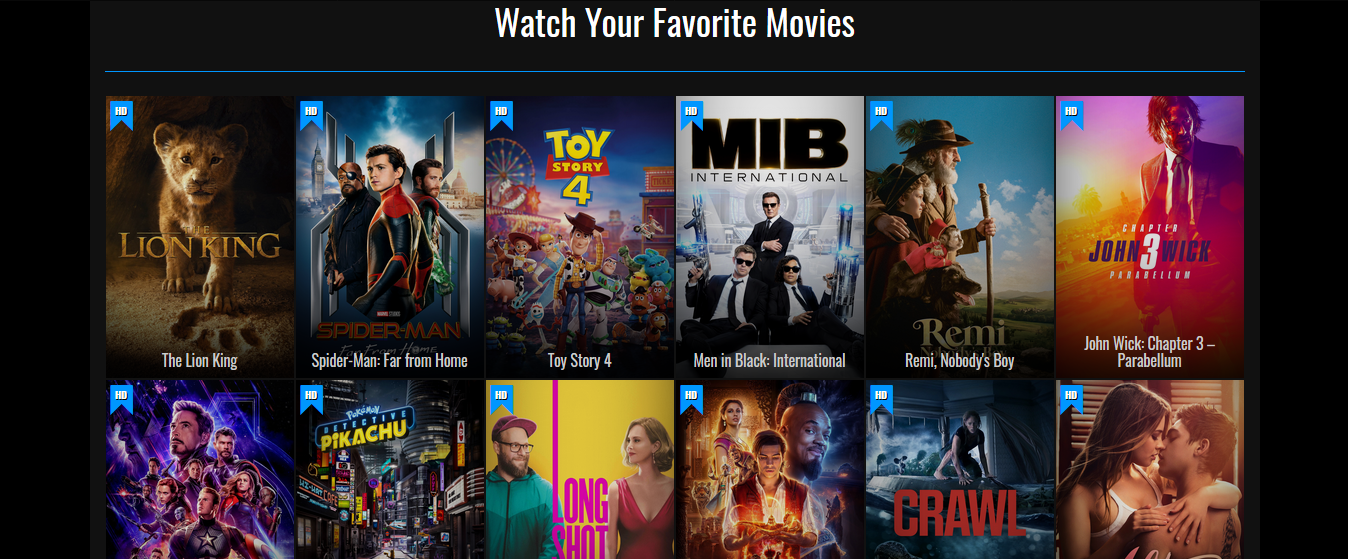 Watch Your Favorite Movies
HD
HD
HD
HD
HD
HD
THE
LION KING
The Lion King
MARVEL STUDIOS
SPIDER-MAN
Far From Home
Spider-Man: Far from Home
TOY
STORY
4
Toy Story 4
MIB
INTERNATIONAL
Men in Black: International
Remi
Remi, Nobody's Boy
CHAPTER
JOHN 3 WICK
PARABELLUM
John Wick: Chapter 3 –
Parabellum
HD
HD
HD
HD
HD
HD
POKÉMON
DETECTIVE
PIKACHU
LONG
SHOT
CRAWL